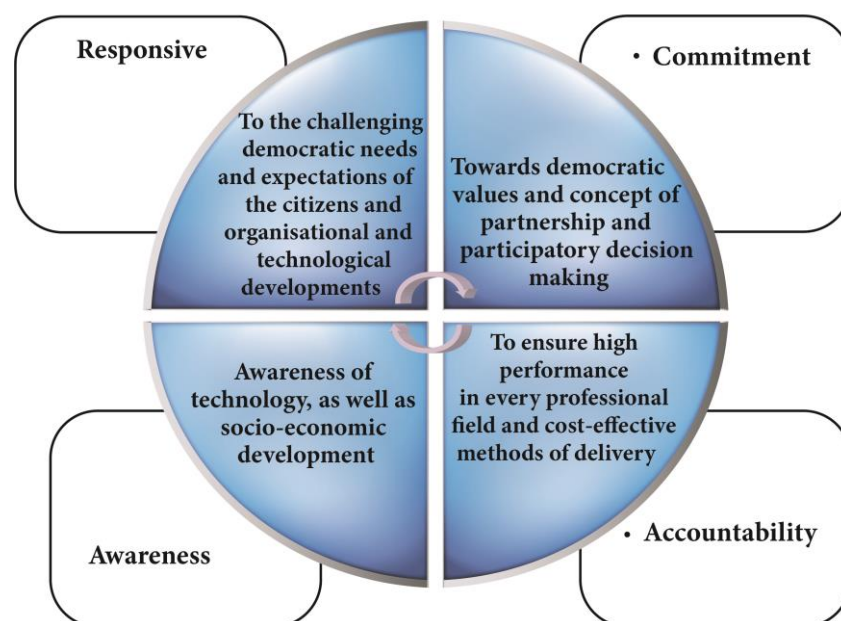 Responsive
To the challenging
democratic needs
and expectations of
the citizens and
organisational and
technological
developments
• Commitment
Towards democratic
values and concept of
partnership and
participatory decision
making
Awareness of
technology, as well as
socio-economic
development
Awareness
To ensure high
performance
in every professional
field and cost-effective
methods of delivery
• Accountability